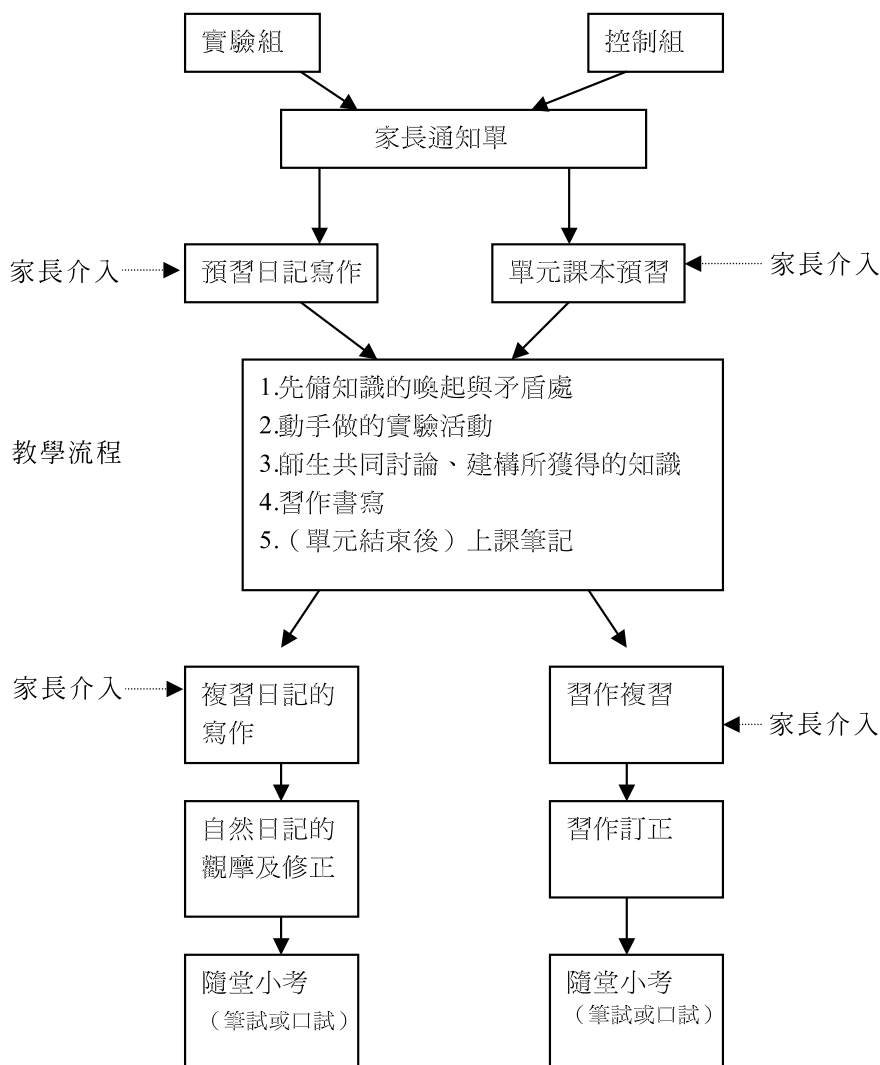 實驗組
控制組
家長通知單
家長介入
預習日記寫作
單元課本預習
家長介入
教學流程
1.先備知識的喚起與矛盾處
2.動手做的實驗活動
3.師生共同討論、建構所獲得的知識
4.習作書寫
5.（單元結束後）上課筆記
家長介入
複習日記的
寫作
習作複習
家長介入
自然日記的
觀摩及修正
習作訂正
隨堂小考
（筆試或口試）
隨堂小考
（筆試或口試）